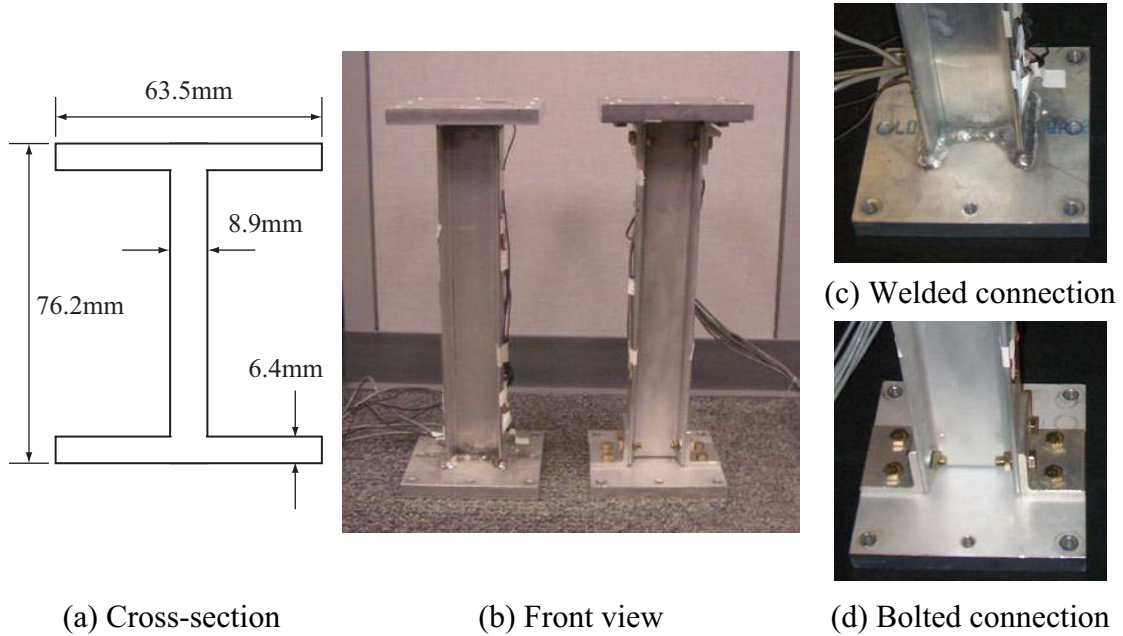 63.5mm
8.9mm
76.2mm
6.4mm
(a) Cross-section
(b) Front view
(c) Welded connection
(d) Bolted connection